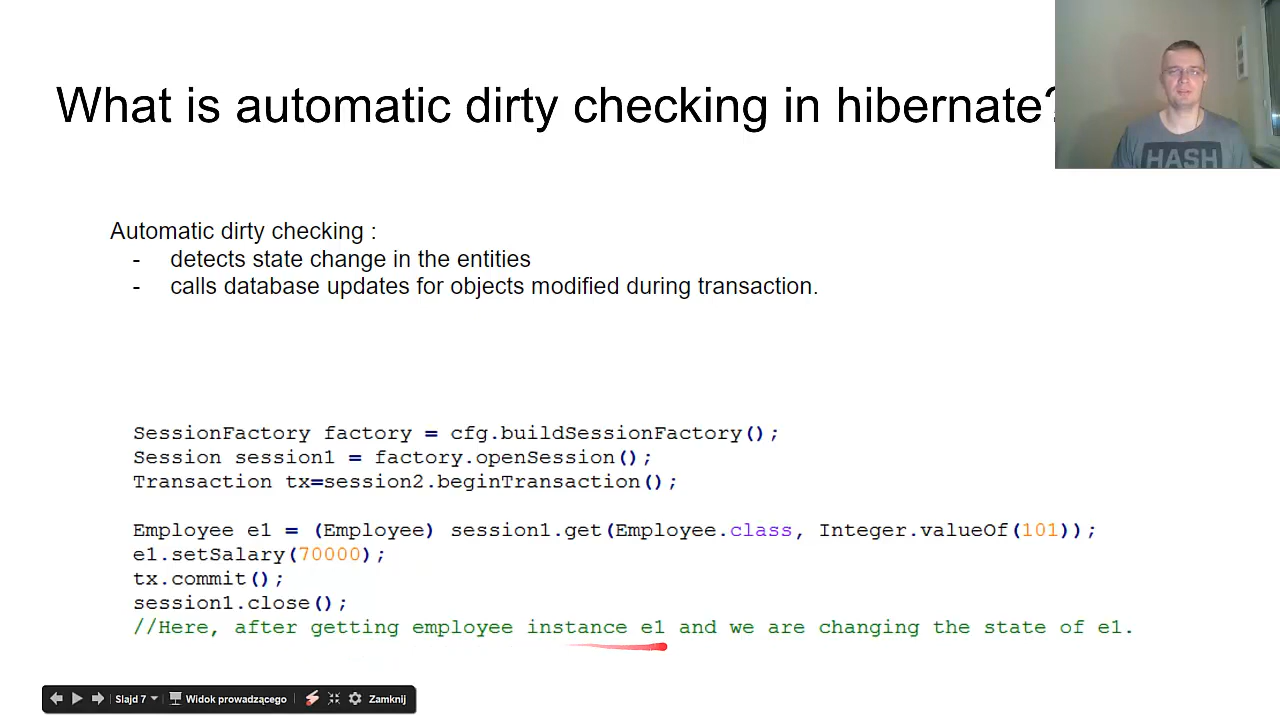 What is automatic dirty checking in hibernate?
HASH
Automatic dirty checking :
- detects state change in the entities
- calls database updates for objects modified during transaction.
SessionFactory factory = cfg.buildSessionFactory();
Session session1 = factory.openSession();
Transaction tx=session2.beginTransaction();
Employee e1 = (Employee) session1.get(Employee.class, Integer.valueOf(101));
e1.setSalary(70000);
tx.commit();
session1.close();
//Here, after getting employee instance e1 and we are changing the state of e1.
Slajd 7 Widok prowadzącego Zamknij